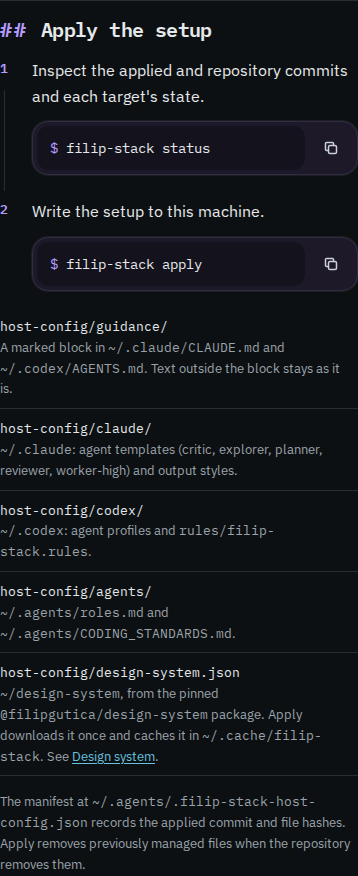 ## Apply the setup
1 Inspect the applied and repository commits
and each target's state.
$ filip-stack status
2 Write the setup to this machine.
$ filip-stack apply
host-config/guidance/
A marked block in ~/.claude/CLAUDE.md and
~/.codex/AGENTS.md. Text outside the block stays as it
is.
host-config/claude/
~/.claude: agent templates (critic, explorer, planner,
reviewer, worker-high) and output styles.
host-config/codex/
~/.codex: agent profiles and rules/filip-
stack.rules.
host-config/agents/
~/.agents/roles.md and
~/.agents/CODING_STANDARDS.md.
host-config/design-system.json
~/design-system, from the pinned
@filipgutica/design-system package. Apply
downloads it once and caches it in ~/.cache/filip-
stack. See Design system.
The manifest at ~/.agents/.filip-stack-host-
config.json records the applied commit and file hashes.
Apply removes previously managed files when the repository
removes them.